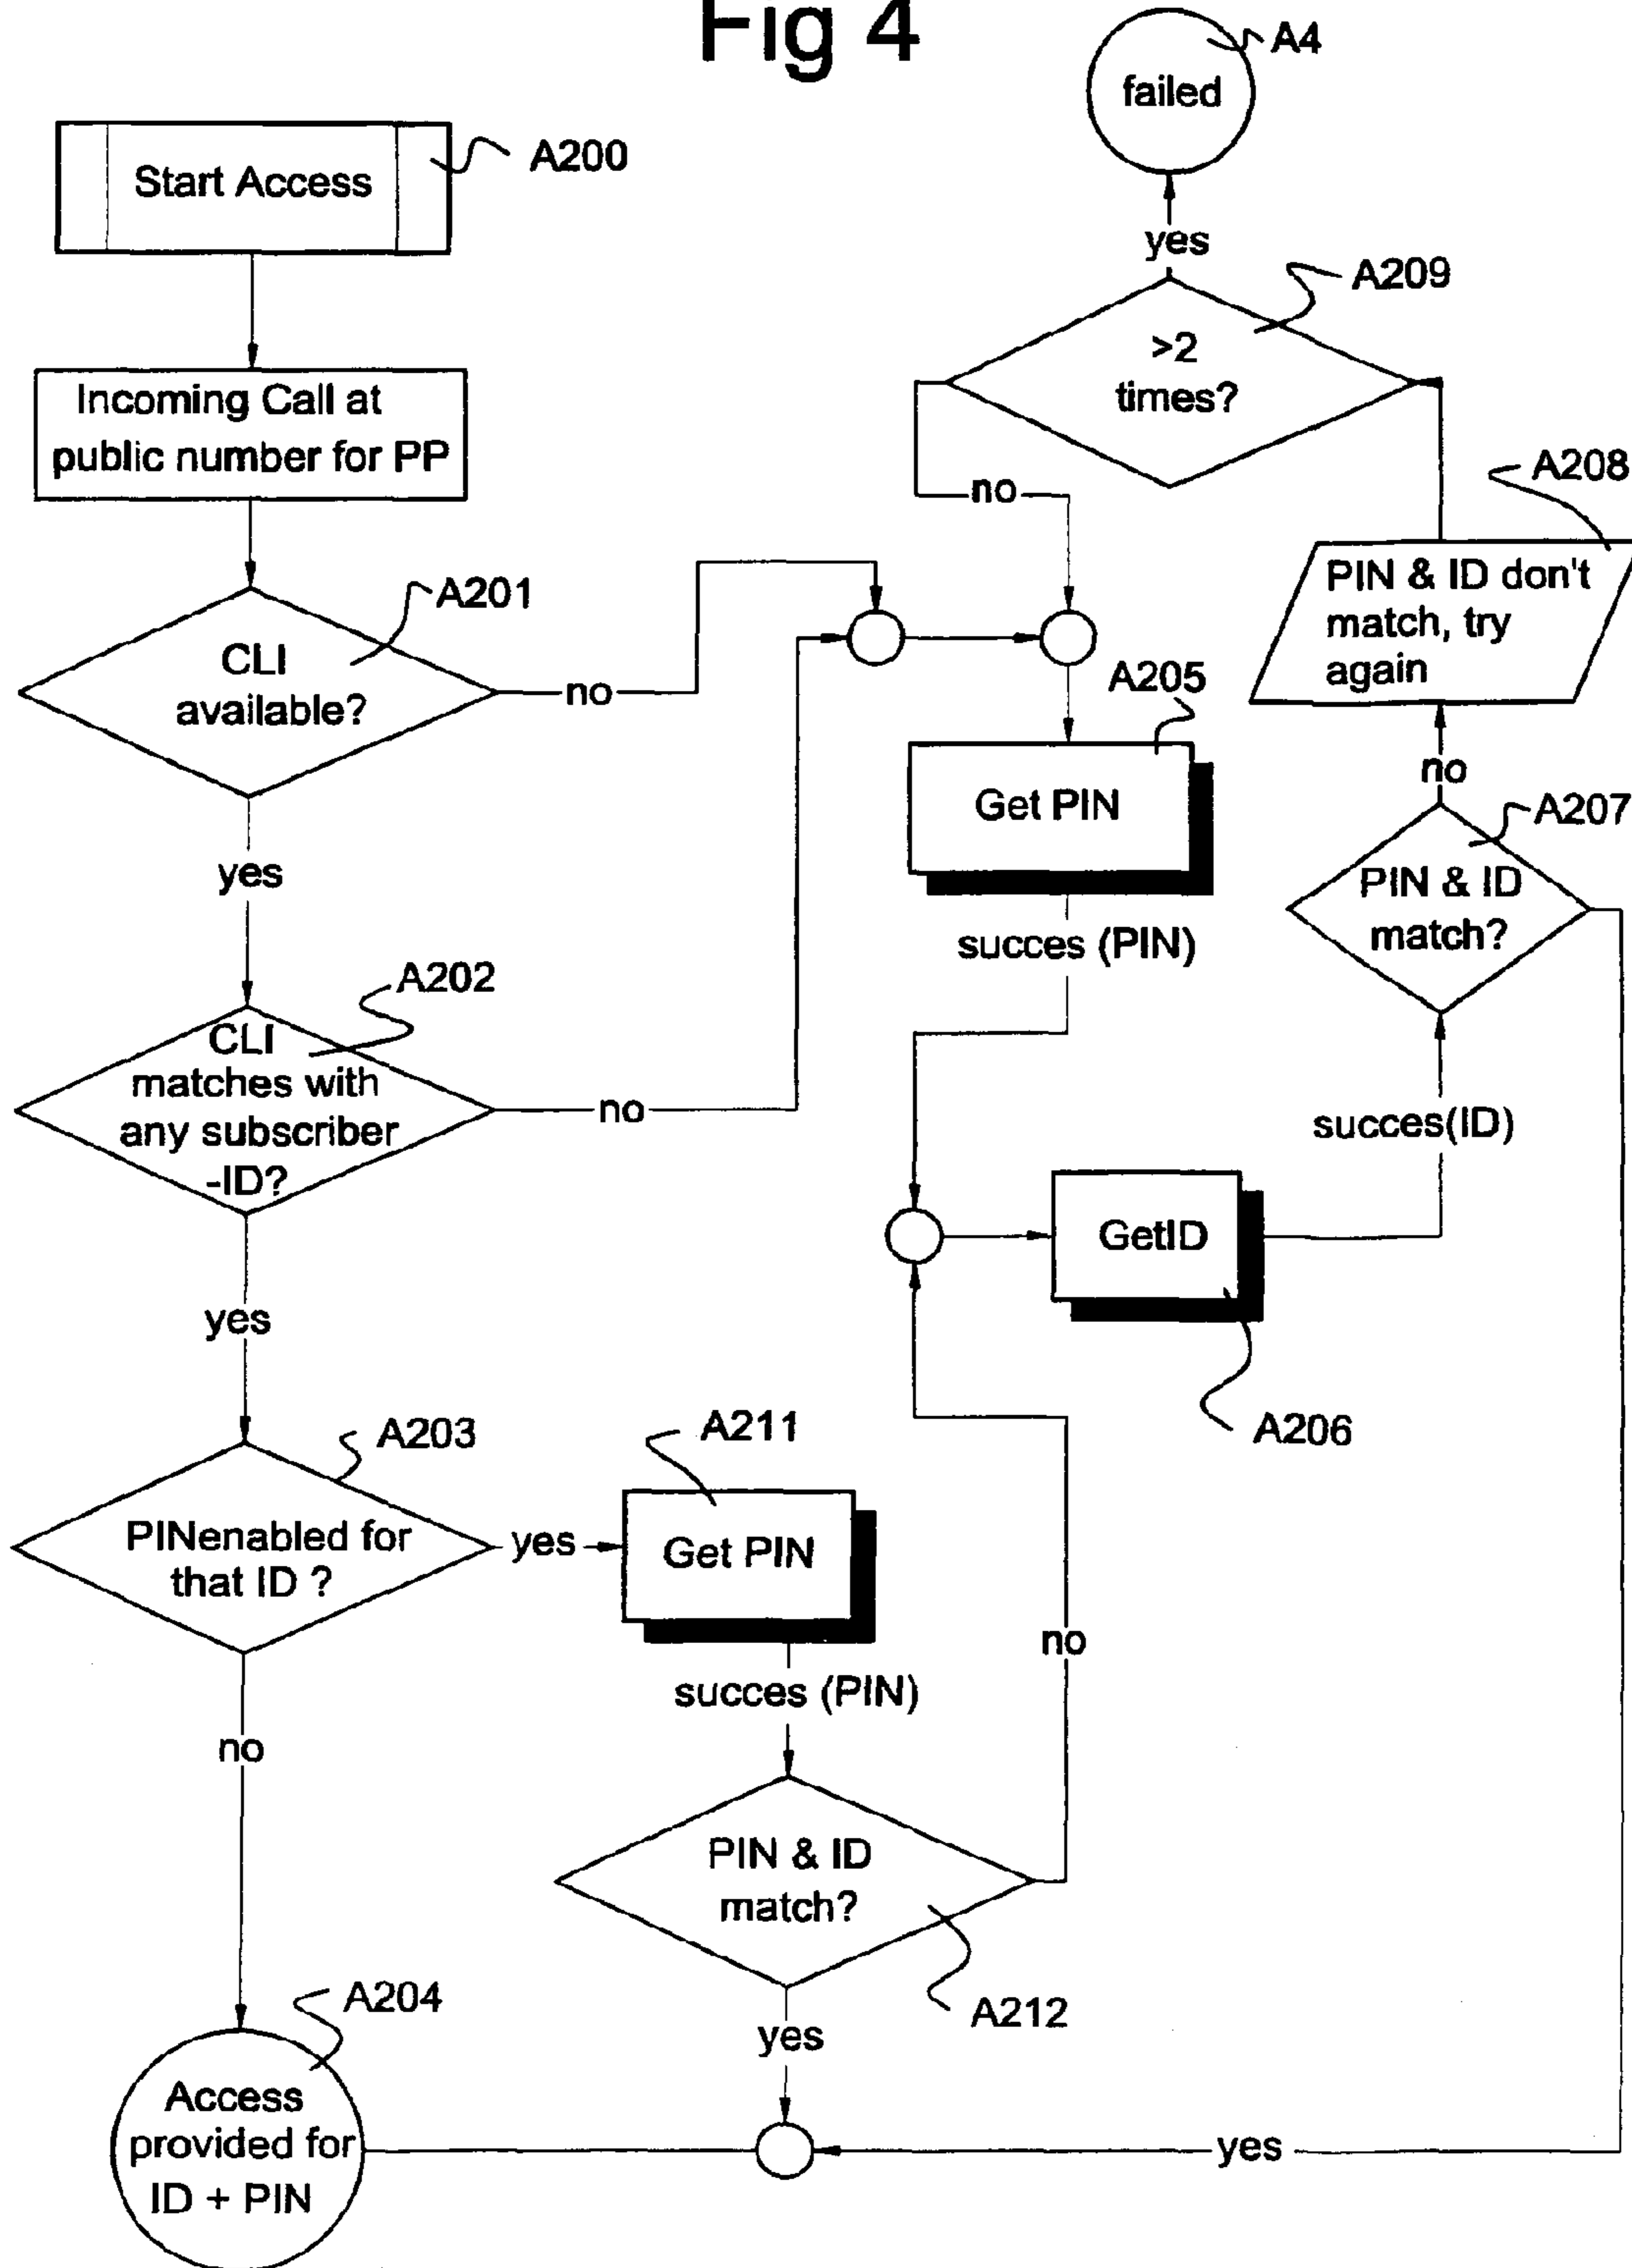 Fig 4
A4
failed
A200
Start Access
yes
A209
>2
times?
Incoming Call at
public number for PP
no
A208
PIN & ID don't
match, try
again
A201
CLI
available?
no
A205
Get PIN
no
A207
PIN & ID
match?
yes
succes (PIN)
A202
CLI
matches with
any subscriber
-ID?
no
succes(ID)
GetID
yes
A206
A203
PINenabled for
that ID ?
yes
A211
Get PIN
no
succes (PIN)
no
PIN & ID
match?
A212
A204
yes
Access
provided for
ID + PIN
yes